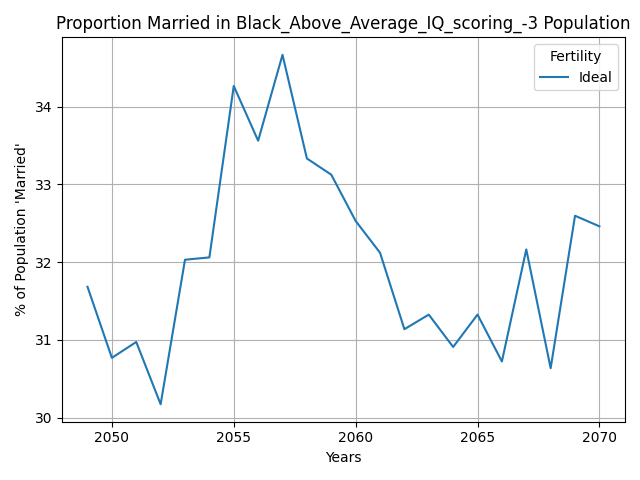 Proportion Married in Black_Above_Average_IQ_scoring_-3 Population
Fertility
Ideal
% of Population 'Married'
34
33
32
31
30
2050 2055 2060 2065 2070
Years